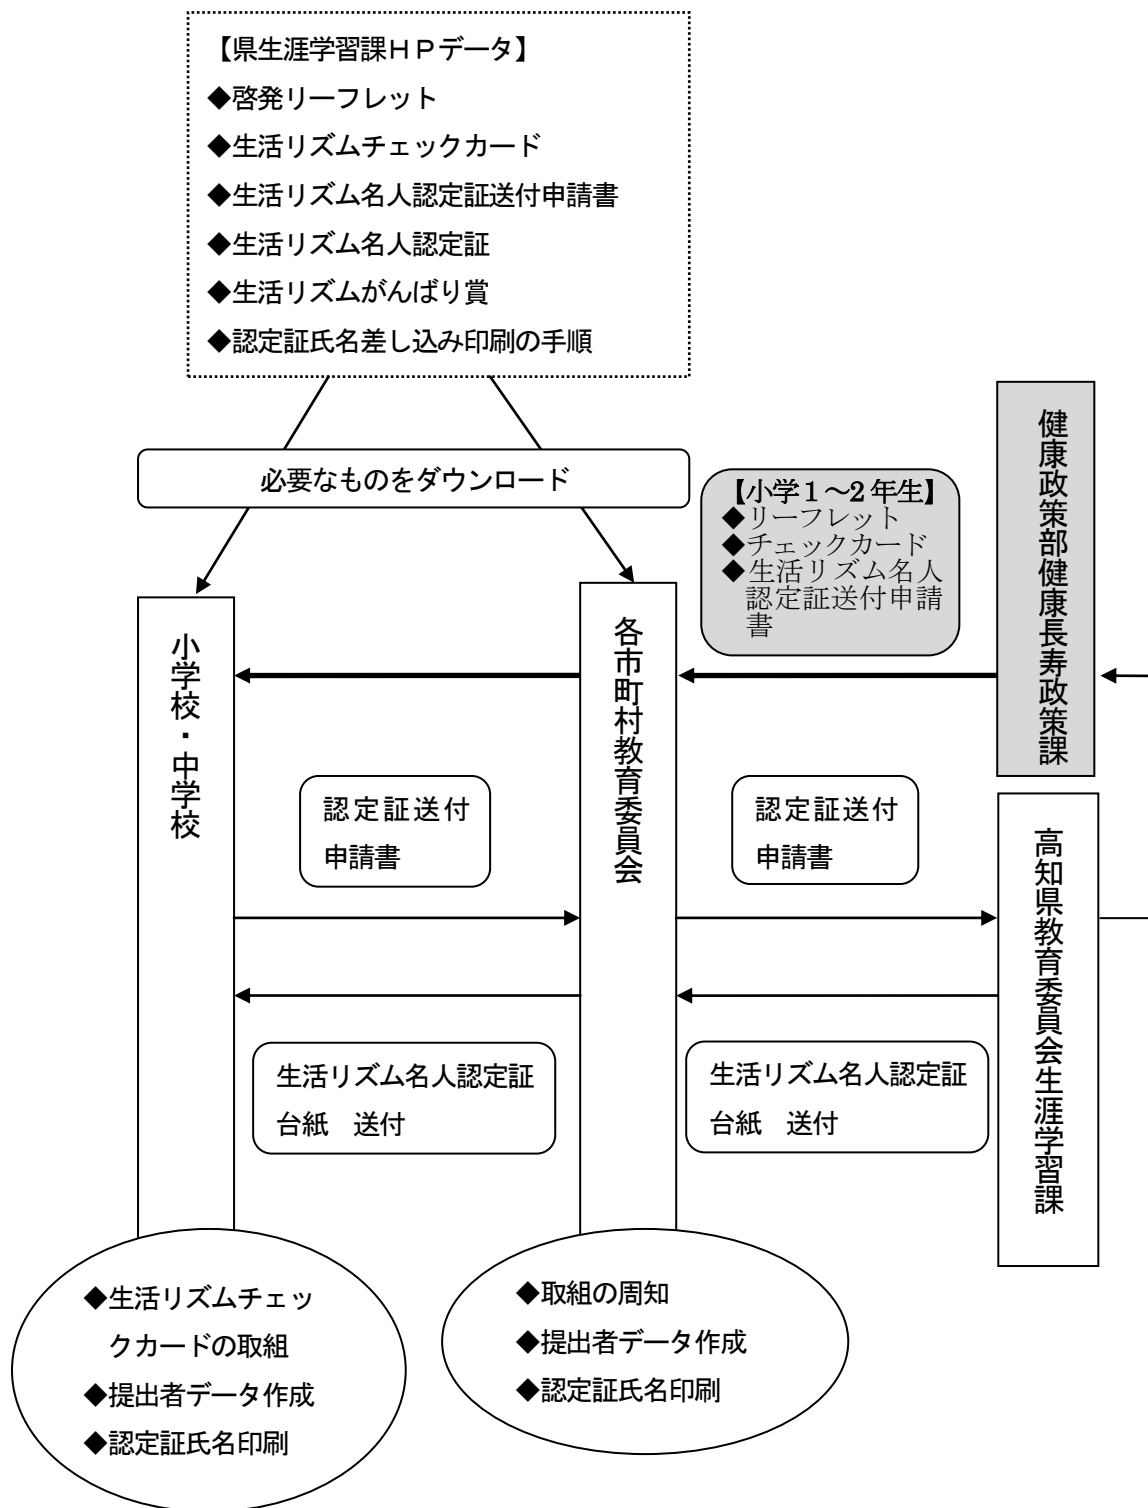 【県生涯学習課ＨＰデータ】
◆啓発リーフレット
◆生活リズムチェックカード
◆生活リズム名人認定証送付申請書
◆生活リズム名人認定証
◆生活リズムがんばり賞
◆認定証氏名差し込み印刷の手順
必要なものをダウンロード
【小学１～２年生】
◆リーフレット
◆チェックカード
◆生活リズム名人
認定証送付申請
書
健康政策部健康長寿政策課
小学校・中学校
各市町村教育委員会
認定証送付
申請書
認定証送付
申請書
高知県教育委員会生涯学習課
生活リズム名人認定証
台紙　送付
生活リズム名人認定証
台紙　送付
◆生活リズムチェッ
クカードの取組
◆提出者データ作成
◆認定証氏名印刷
◆取組の周知
◆提出者データ作成
◆認定証氏名印刷